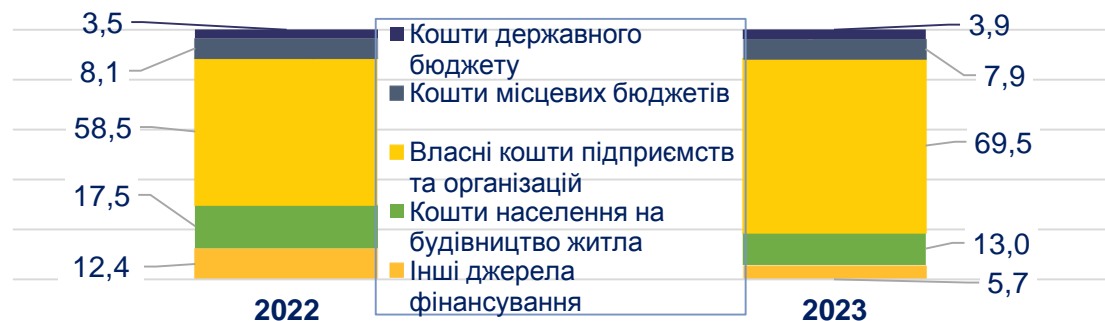 3,5
8,1
58,5
17,5
12,4
2022
Кошти державного
бюджету
Кошти місцевих бюджетів
Власні кошти підприємств
та організацій
Кошти населення на
будівництво житла
Інші джерела
фінансування
3,9
7,9
69,5
13,0
5,7
2023